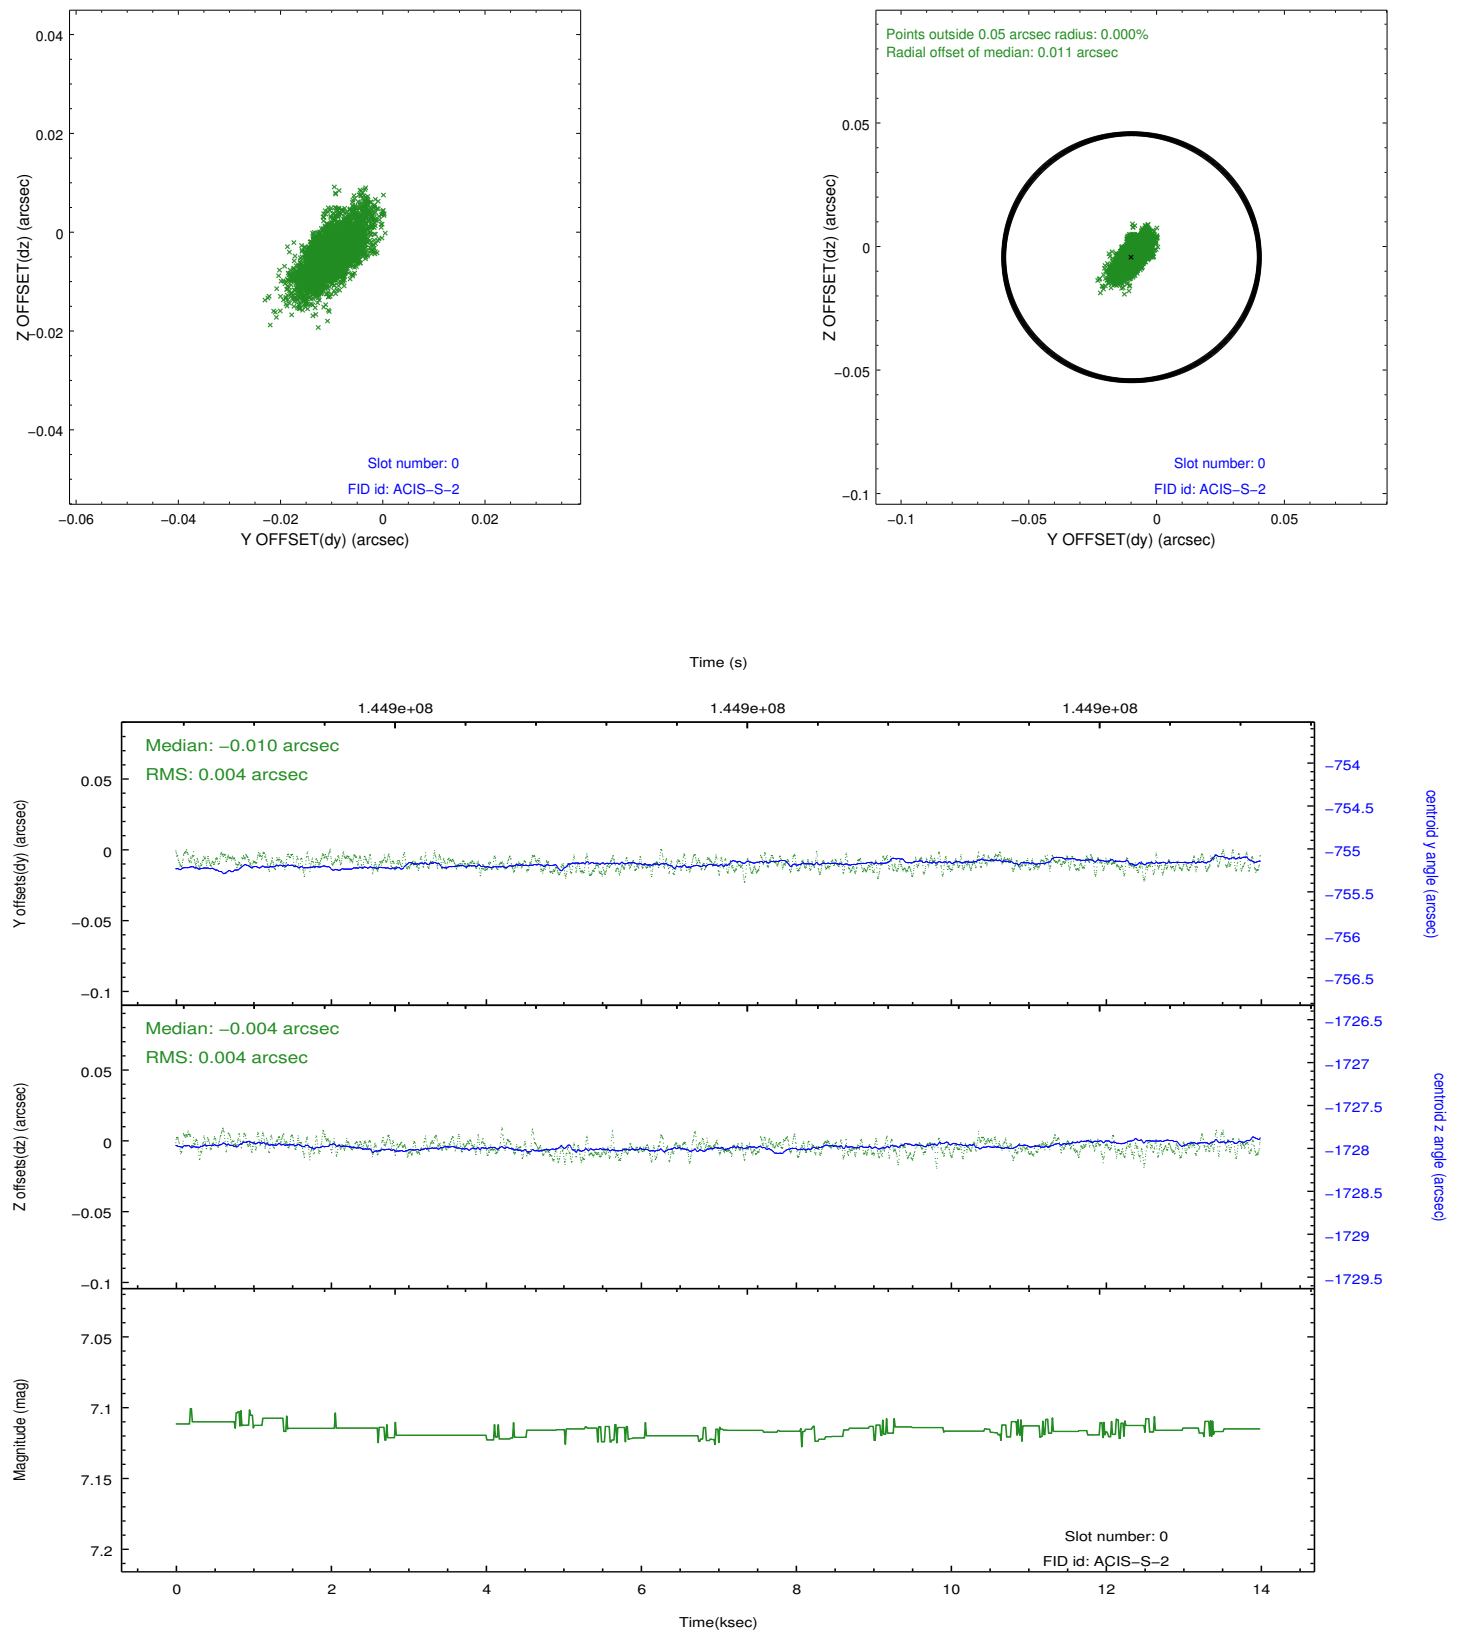 0.04
0.02
0
−0.02
−0.04
Z OFFSET(dz) (arcsec)
Slot number: 0
FID id: ACIS−S−2
−0.06
−0.04
−0.02
0
0.02
Y OFFSET(dy) (arcsec)
Points outside 0.05 arcsec radius: 0.000%
Radial offset of median: 0.011 arcsec
0.05
0
−0.05
−0.1
Z OFFSET(dz) (arcsec)
Slot number: 0
FID id: ACIS−S−2
−0.1
−0.05
0
0.05
Y OFFSET(dy) (arcsec)
Time (s)
1.449e+08
1.449e+08
1.449e+08
Median: −0.010 arcsec
RMS: 0.004 arcsec
0.05
0
−0.05
−0.1
Y offsets(dy) (arcsec)
−754
−754.5
−755
−755.5
−756
−756.5
centroid y angle (arcsec)
Median: −0.004 arcsec
RMS: 0.004 arcsec
0.05
0
−0.05
−0.1
Z offsets(dz) (arcsec)
−1726.5
−1727
−1727.5
−1728
−1728.5
−1729
−1729.5
centroid z angle (arcsec)
7.05
7.1
7.15
7.2
Magnitude (mag)
Slot number: 0
FID id: ACIS−S−2
0
2
4
6
8
10
12
14
Time(ksec)